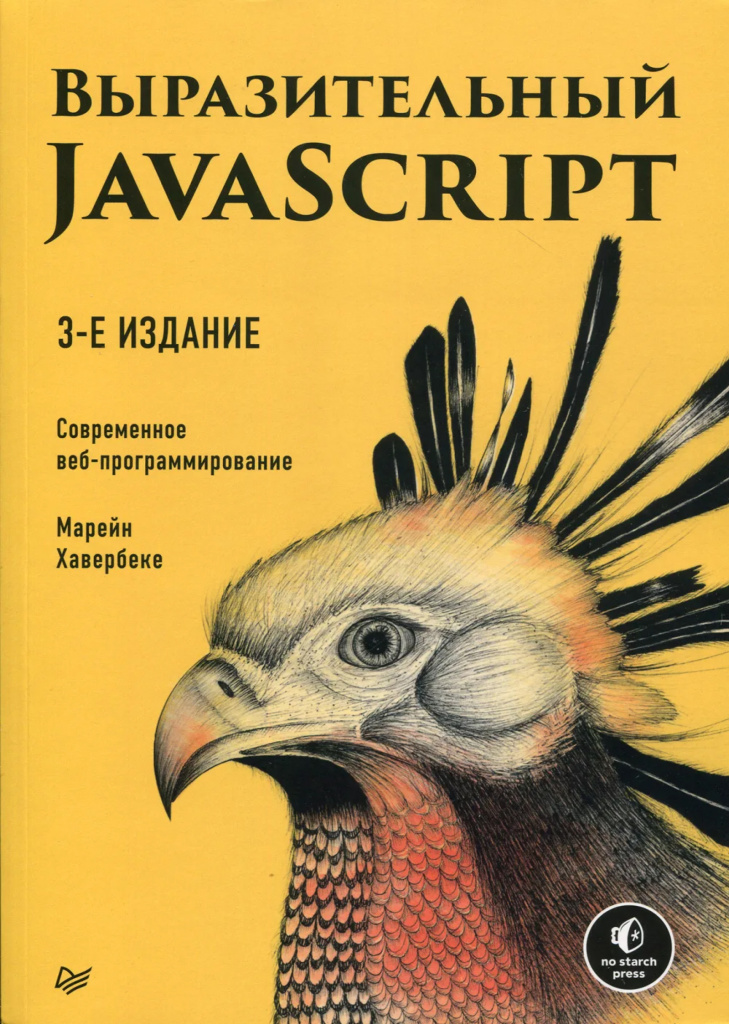 Выразительный
JavaScript
3-Е ИЗДАНИЕ
Современное
веб-программирование
Марейн
Хавербеке
no starch
press